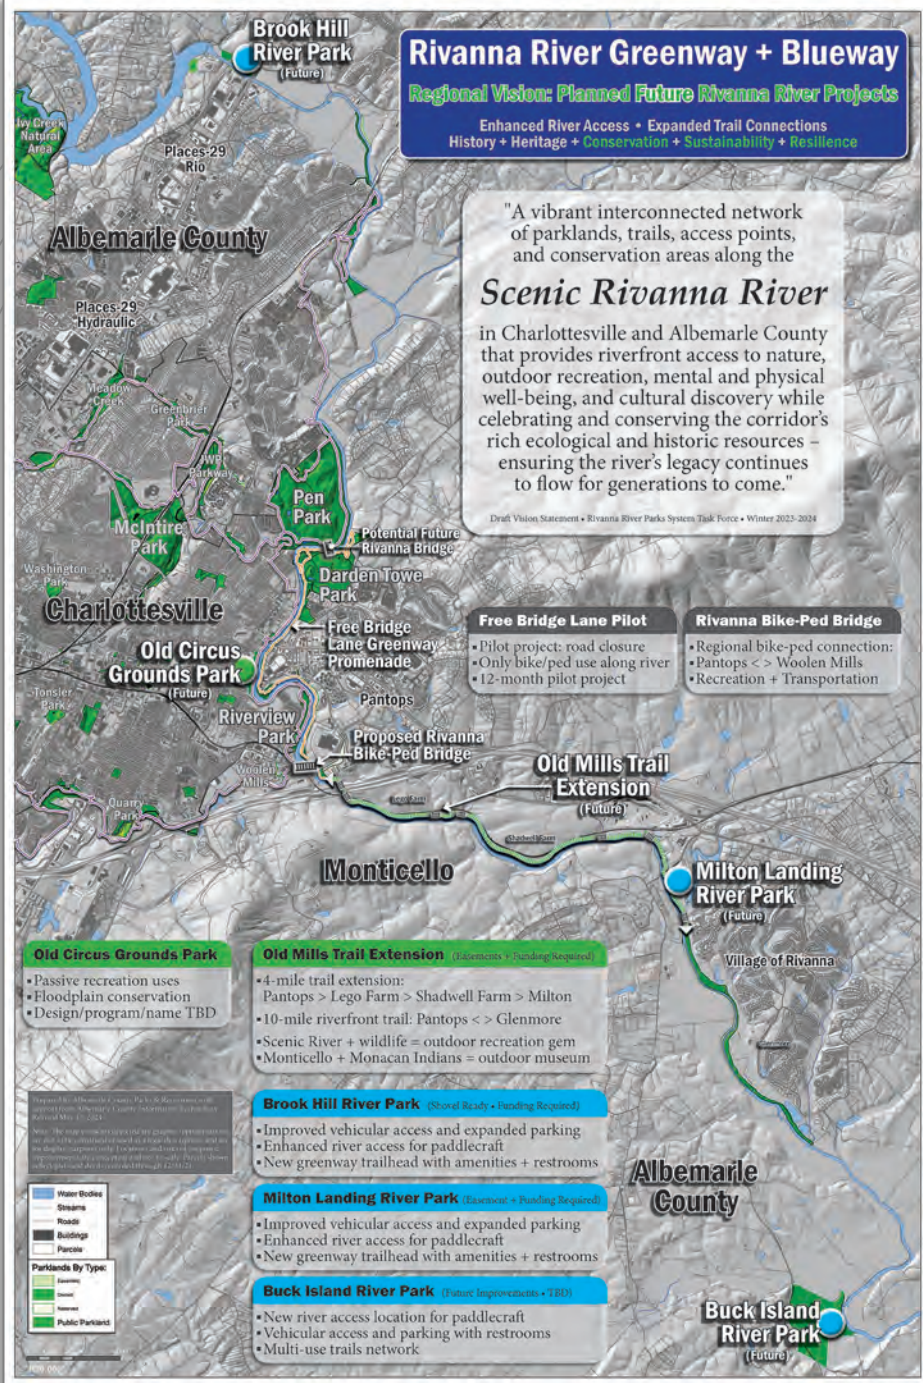 Rivanna River Greenway + Blueway
Regional Vision: Planned Future Rivanna River Projects
Enhanced River Access • Expanded Trail Connections
History + Heritage + Conservation + Sustainability + Resilience
Brook Hill
River Park
(Future)
Ivy Creek
Natural
Area
Places-29
Rio
Albemarle County
"A vibrant interconnected network
of parklands, trails, access points,
and conservation areas along the
Scenic Rivanna River
in Charlottesville and Albemarle County
that provides riverfront access to nature,
outdoor recreation, mental and physical
well-being, and cultural discovery while
celebrating and conserving the corridor's
rich ecological and historic resources –
ensuring the river's legacy continues
to flow for generations to come."
Draft Vision Statement • Rivanna River Parks System Task Force • Winter 2023-2024
Places-29
Hydraulic
Meadow
Creek
Greenbrier
Park
JWP
Parkway
Pen
Park
McIntire
Park
Potential Future
Rivanna Bridge
Washington
Park
Darden Towe
Park
Charlottesville
Free Bridge
Lane Greenway
Promenade
Old Circus
Grounds Park
(Future)
Tonsler
Park
Pantops
Riverview
Park
Proposed Rivanna
Bike-Ped Bridge
Woolen
Mills
Quarry
Park
Free Bridge Lane Pilot
▪Pilot project: road closure
▪Only bike/ped use along river
▪12-month pilot project
Rivanna Bike-Ped Bridge
▪Regional bike-ped connection:
▪Pantops < > Woolen Mills
▪Recreation + Transportation
Old Mills Trail
Extension
(Future)
Lego Farm
Shadwell Farm
Monticello
Milton Landing
River Park
(Future)
Village of Rivanna
Glenmore
Old Circus Grounds Park
▪Passive recreation uses
▪Floodplain conservation
▪Design/program/name TBD
Old Mills Trail Extension (Easements + Funding Required)
▪4-mile trail extension:
Pantops > Lego Farm > Shadwell Farm > Milton
▪10-mile riverfront trail: Pantops < > Glenmore
▪Scenic River + wildlife = outdoor recreation gem
▪Monticello + Monacan Indians = outdoor museum
Brook Hill River Park (Shovel Ready • Funding Required)
▪Improved vehicular access and expanded parking
▪Enhanced river access for paddlecraft
▪New greenway trailhead with amenities + restrooms
Milton Landing River Park (Easement + Funding Required)
▪Improved vehicular access and expanded parking
▪Enhanced river access for paddlecraft
▪New greenway trailhead with amenities + restrooms
Buck Island River Park (Future Improvements • TBD)
▪New river access location for paddlecraft
▪Vehicular access and parking with restrooms
▪Multi-use trails network
Albemarle
County
Buck Island
River Park
(Future)
Water Bodies
Streams
Roads
Buildings
Parcels
Parklands By Type:
Easement
Owned
Reserved
Public Parkland